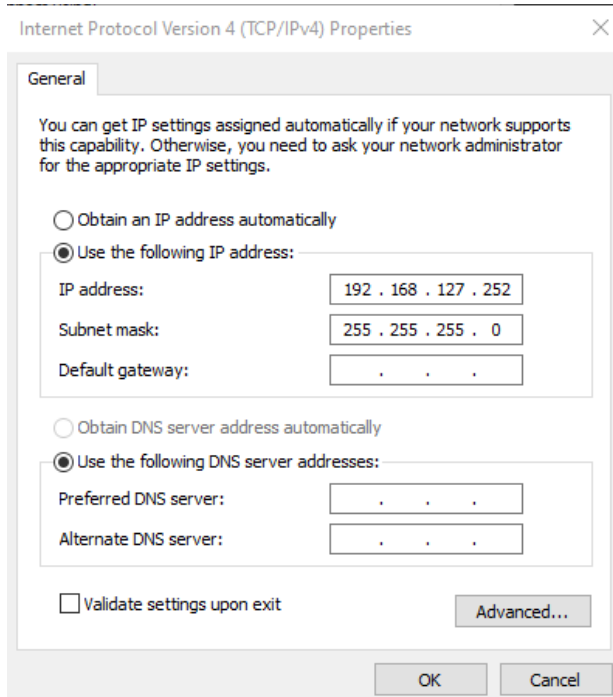 Internet Protocol Version 4 (TCP/IPv4) Properties
General
You can get IP settings assigned automatically if your network supports
this capability. Otherwise, you need to ask your network administrator
for the appropriate IP settings.
Obtain an IP address automatically
Use the following IP address:
IP address: 192 . 168 . 127 . 252
Subnet mask: 255 . 255 . 255 . 0
Default gateway: . . .
Obtain DNS server address automatically
Use the following DNS server addresses:
Preferred DNS server: . . .
Alternate DNS server: . . .
Validate settings upon exit
Advanced...
OK Cancel